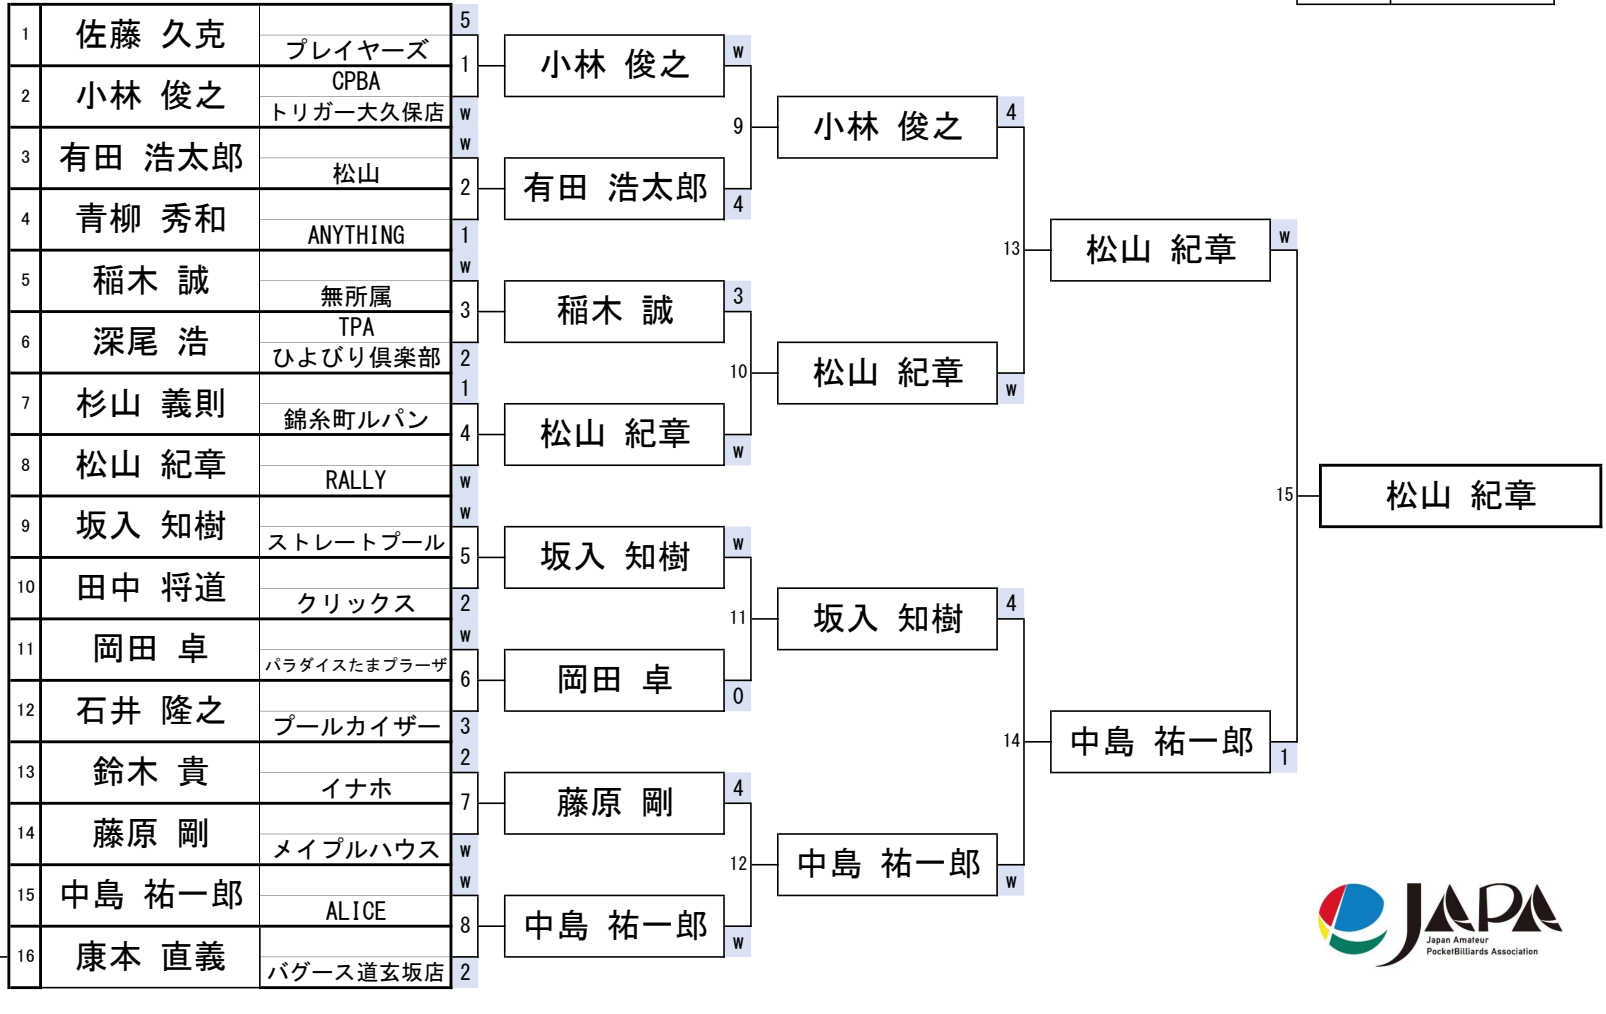 1 佐藤 久克 プレイヤーズ 5
2 小林 俊之 CPBA トリガー大久保店 W
3 有田 浩太郎 松山 W
4 青柳 秀和 ANYTHING 1
5 稲木 誠 無所属 W
6 深尾 浩 TPA ひよびり倶楽部 2
7 杉山 義則 錦糸町ルパン 1
8 松山 紀章 RALLY W
9 坂入 知樹 ストレートプール W
10 田中 将道 クリックス 2
11 岡田 卓 パラダイスたまプラーザ W
12 石井 隆之 プールカイザー 3
13 鈴木 貴 イナホ 2
14 藤原 剛 メイプルハウス W
15 中島 祐一郎 ALICE W
16 康本 直義 バグース道玄坂店 2
1 小林 俊之 W
2 有田 浩太郎 4
3 稲木 誠 3
4 松山 紀章 W
5 坂入 知樹 W
6 岡田 卓 0
7 藤原 剛 4
8 中島 祐一郎 W
9 小林 俊之 4
10 松山 紀章 W
11 坂入 知樹 4
12 中島 祐一郎 W
13 松山 紀章 W
14 中島 祐一郎 1
15 松山 紀章
JAPA
Japan Amateur
PocketBilliards Association